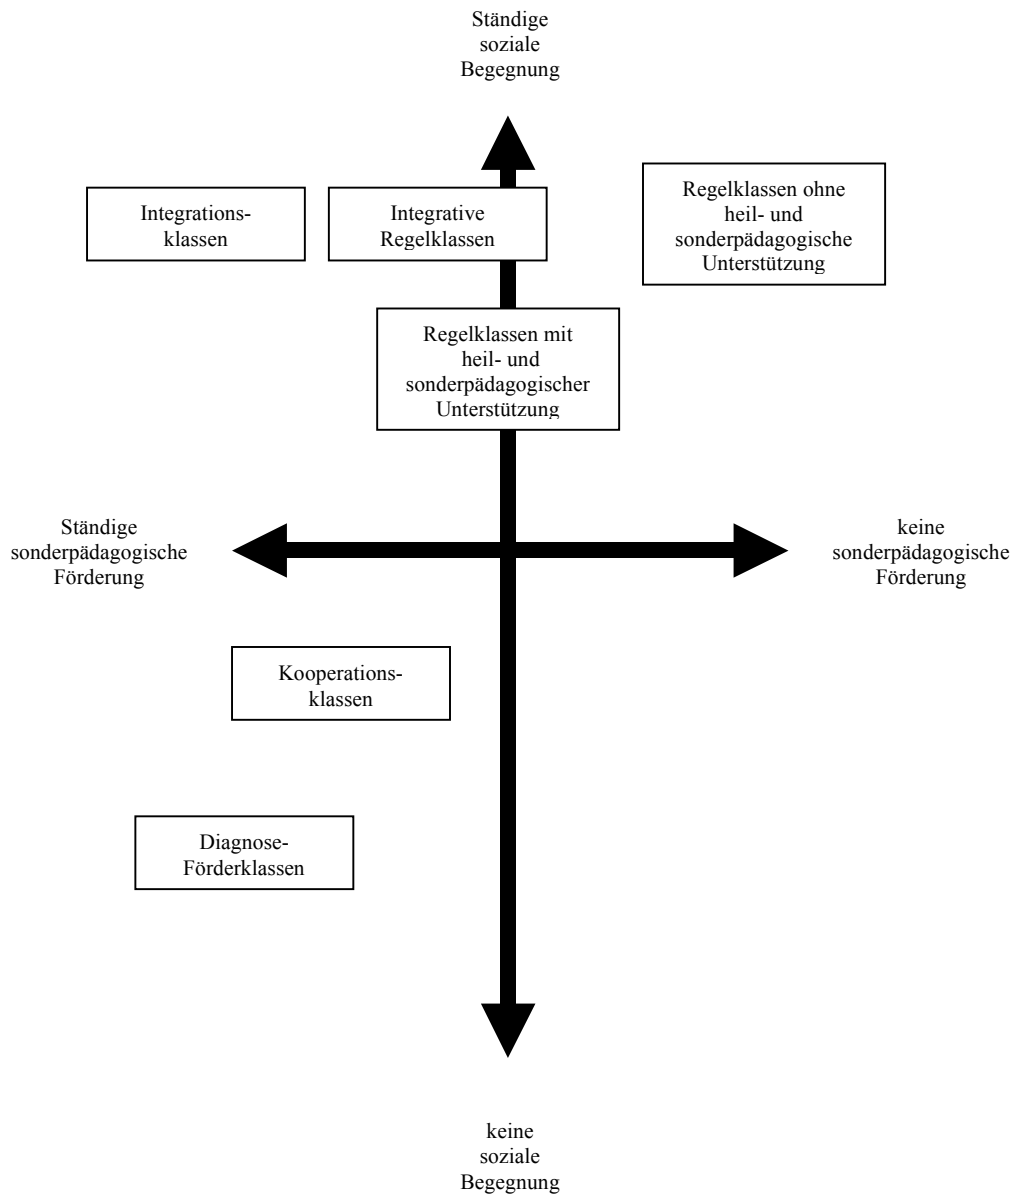 Ständige
soziale
Begegnung
Integrations-
klassen
Integrative
Regelklassen
Regelklassen ohne
heil- und
sonderpädagogische
Unterstützung
Regelklassen mit
heil- und
sonderpädagogischer
Unterstützung
Ständige
sonderpädagogische
Förderung
keine
sonderpädagogische
Förderung
Kooperations-
klassen
Diagnose-
Förderklassen
keine
soziale
Begegnung